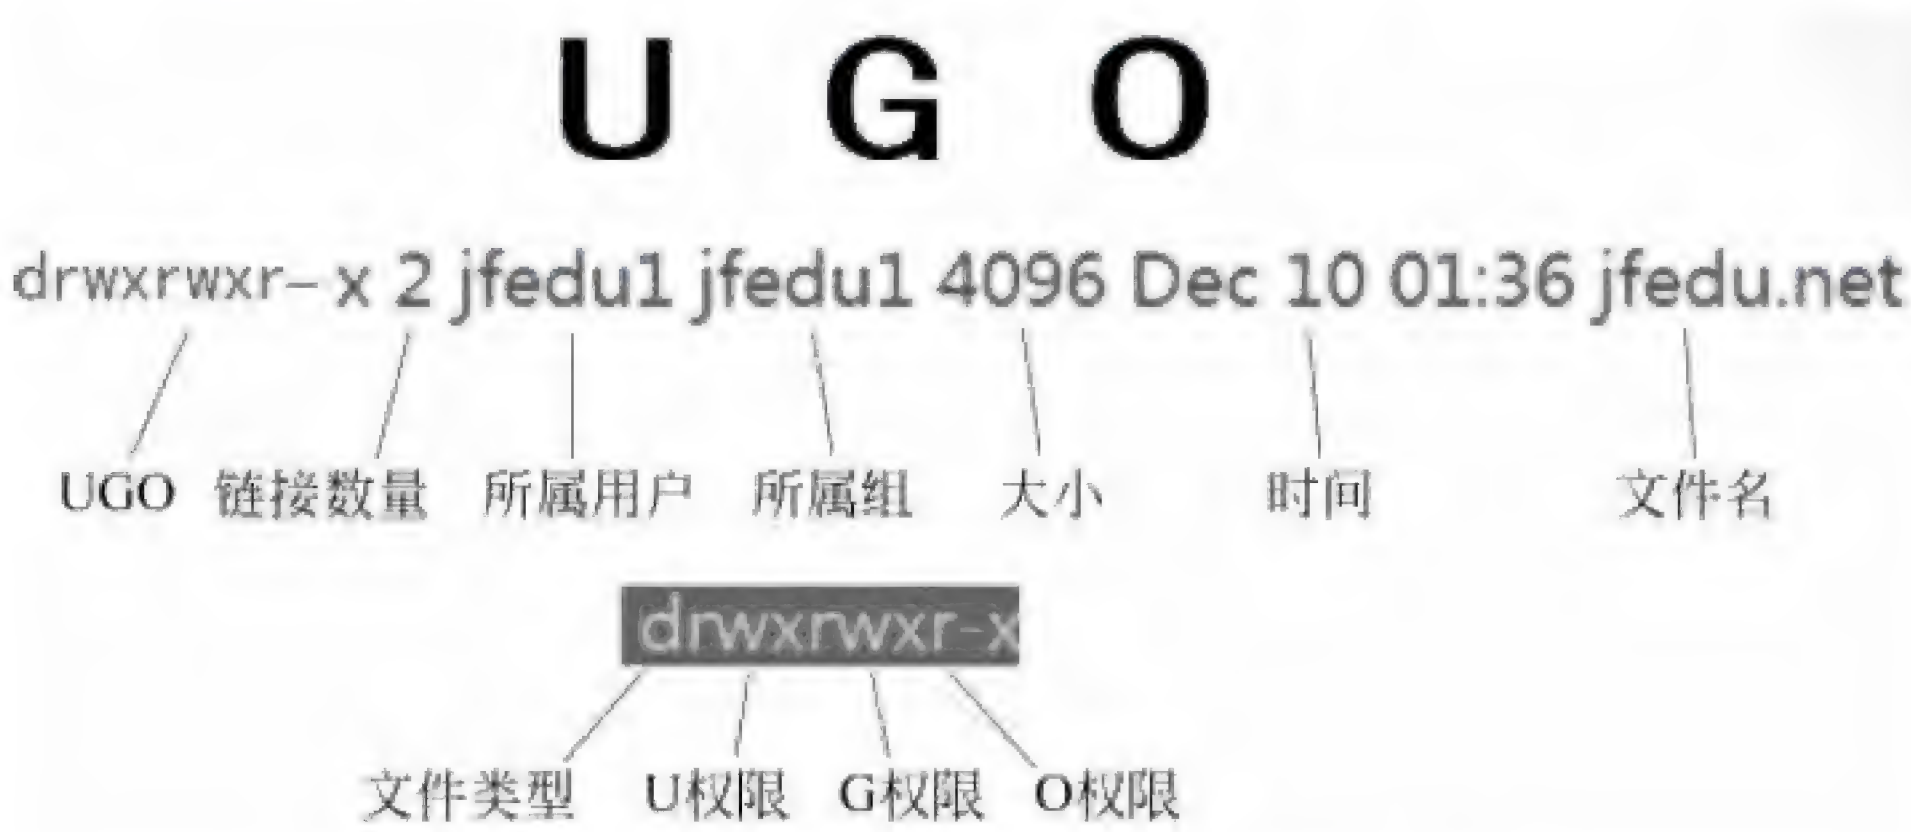 U G O
drwxrwxr-x 2 jfedu1 jfedu1 4096 Dec 10 01:36 jfedu.net
UGO 链接数量 所属用户 所属组 大小 时间 文件名
drwxrwxr-x
文件类型 U权限 G权限 O权限